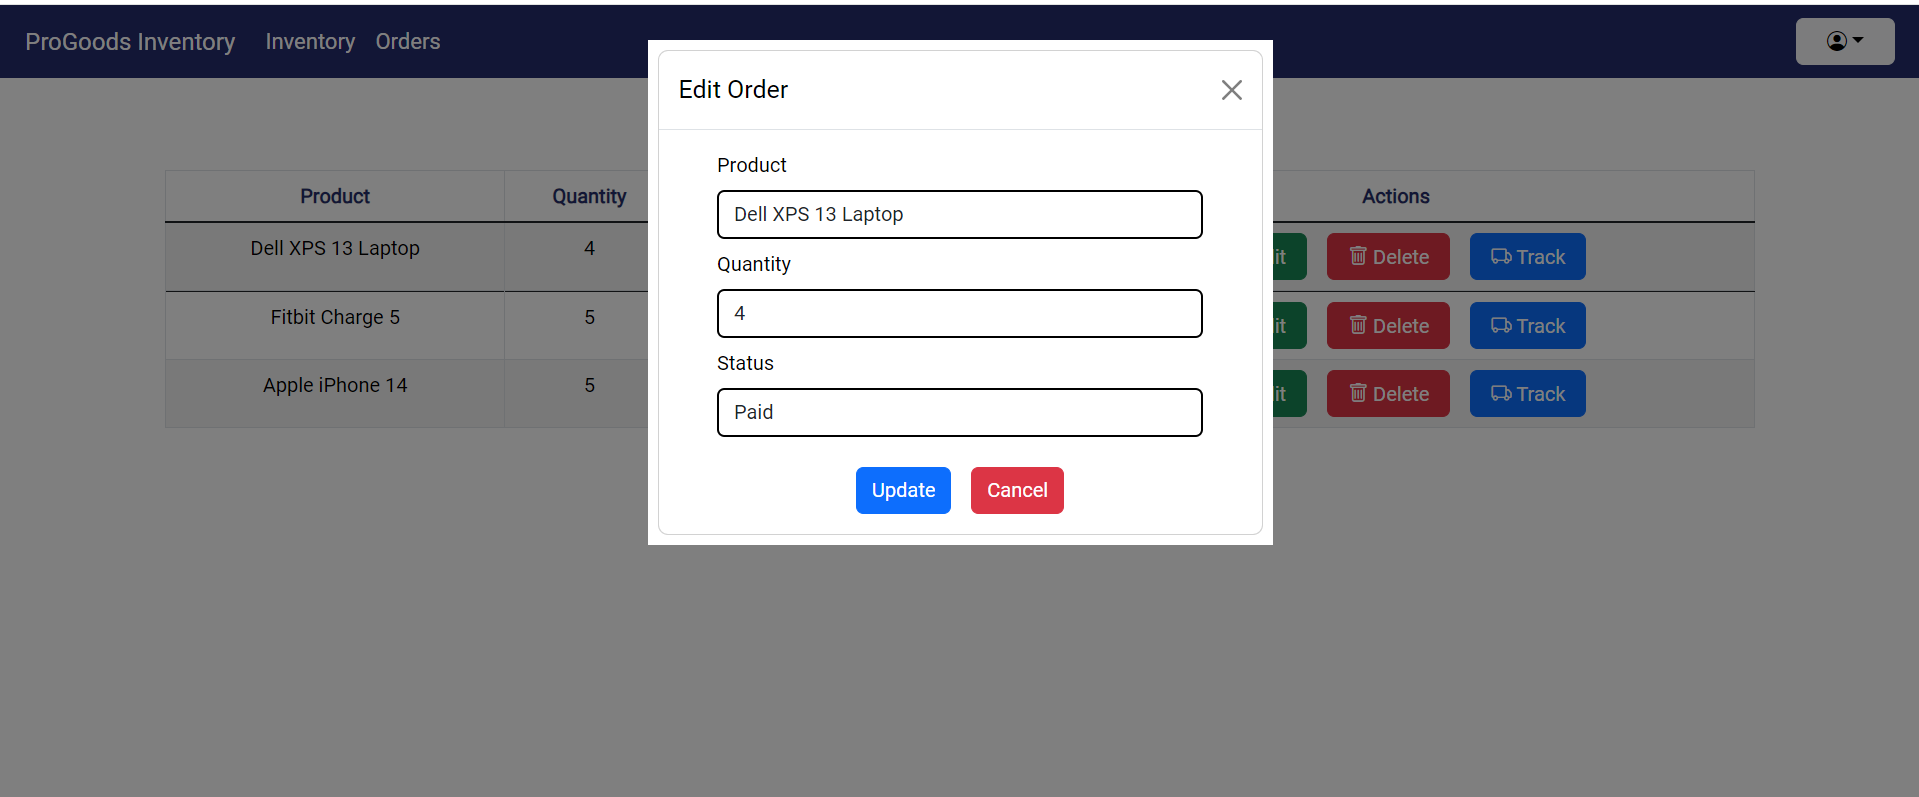 ProGoods Inventory Inventory Orders
Edit Order
Product Quantity Actions
Dell XPS 13 Laptop 4 it Delete Track
Fitbit Charge 5 5 it Delete Track
Apple iPhone 14 5 it Delete Track
Product
Dell XPS 13 Laptop
Quantity
4
Status
Paid
Update Cancel